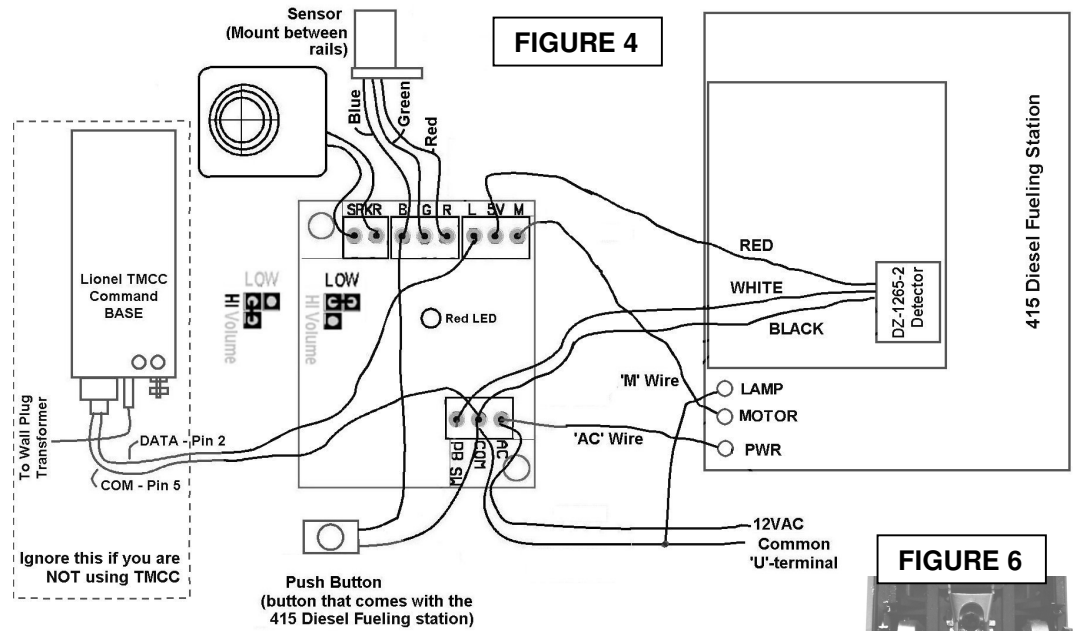 Sensor
(Mount between
rails)
FIGURE 4
Blue
Green
Red
SPKR B G R L 5V M
Lionel TMCC
Command
BASE
LOW
HI Volume
LOW
HI Volume
Red LED
RED
WHITE
BLACK
DZ-1265-2
Detector
415 Diesel Fueling Station
'M' Wire
LAMP
MOTOR
PWR
'AC' Wire
PB SW
COM
AC
To Wall Plug
Transformer
DATA - Pin 2
COM - Pin 5
Ignore this if you are
NOT using TMCC
Push Button
(button that comes with the
415 Diesel Fueling station)
12VAC
Common
'U'-terminal
FIGURE 6